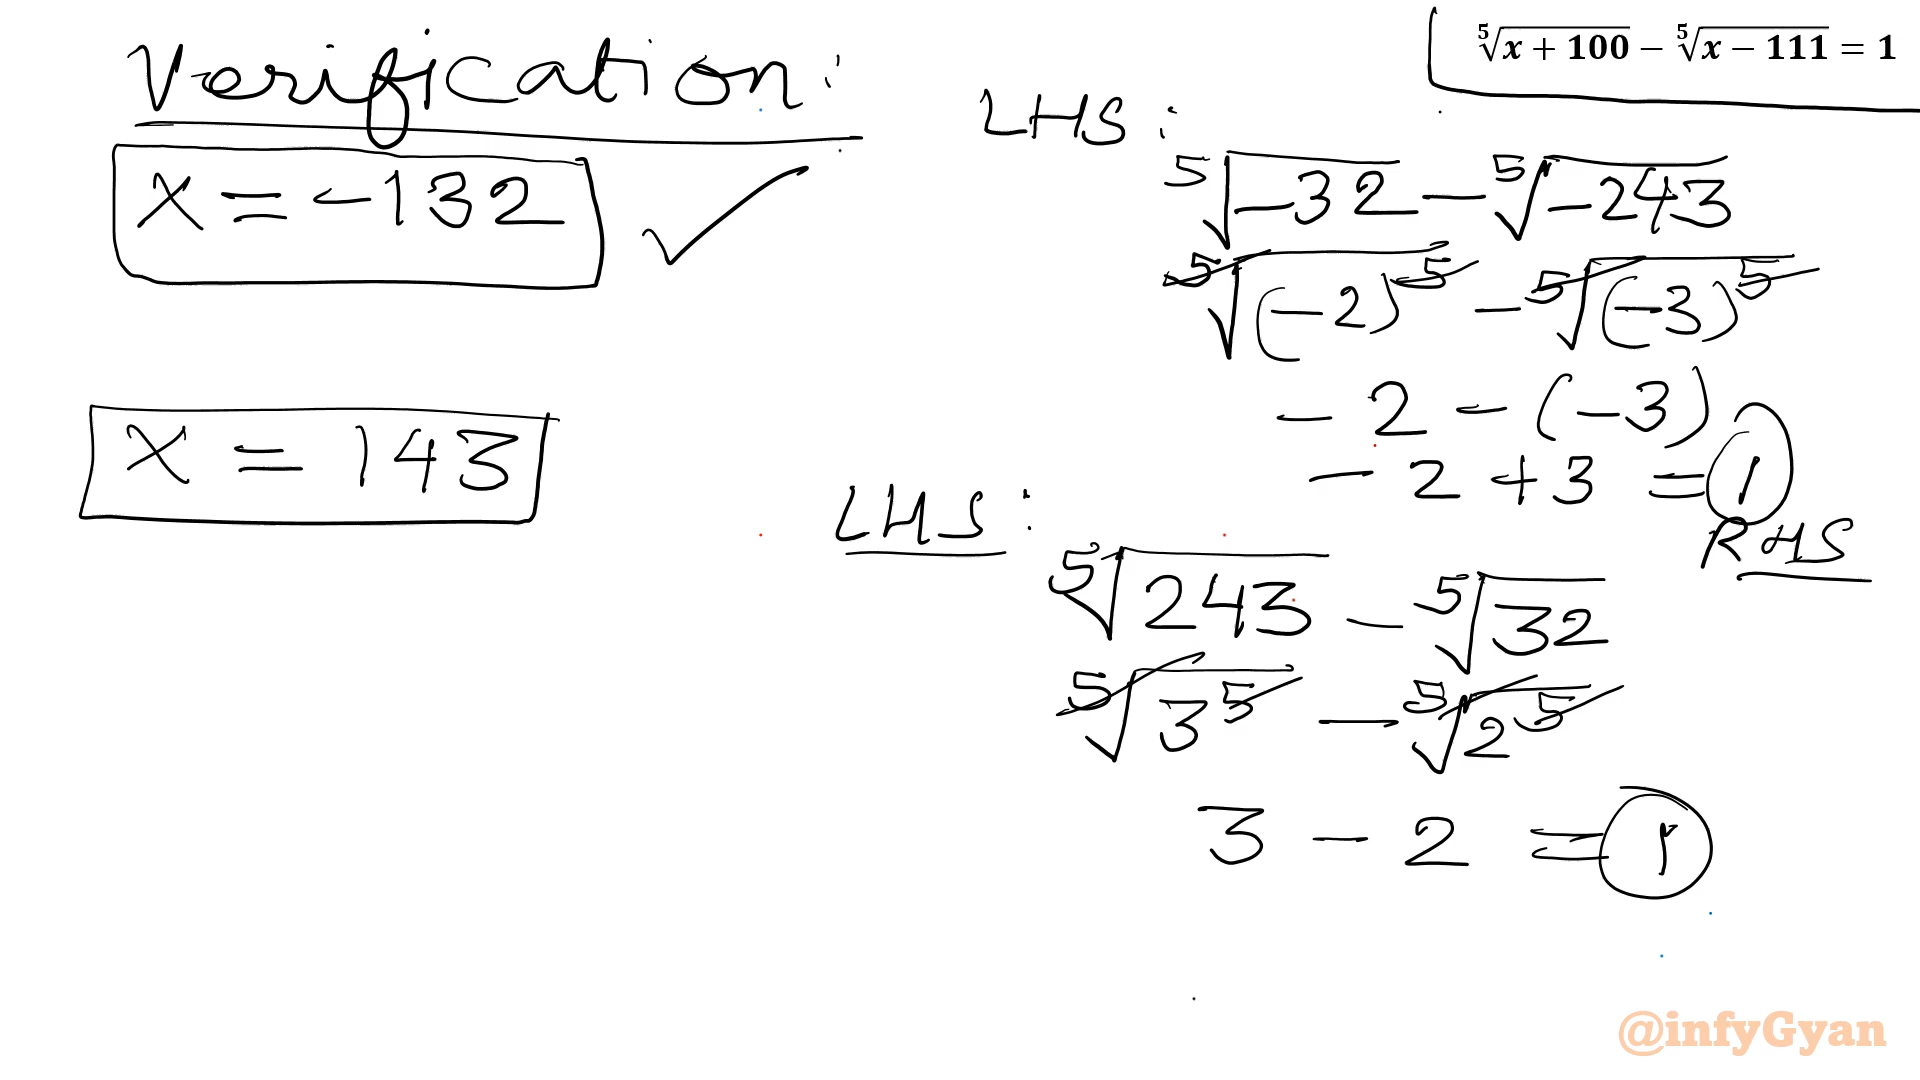 Verification:
⁵√(x + 100) − ⁵√(x − 111) = 1
x = -132 ✓
LHS:
⁵√(-32) - ⁵√(-243)
⁵√((-2)⁵) - ⁵√((-3)⁵)
- 2 - (-3)
- 2 + 3 = 1
RHS
x = 143
LHS:
⁵√243 - ⁵√32
⁵√(3⁵) - ⁵√(2⁵)
3 - 2 = 1
@infyGyan